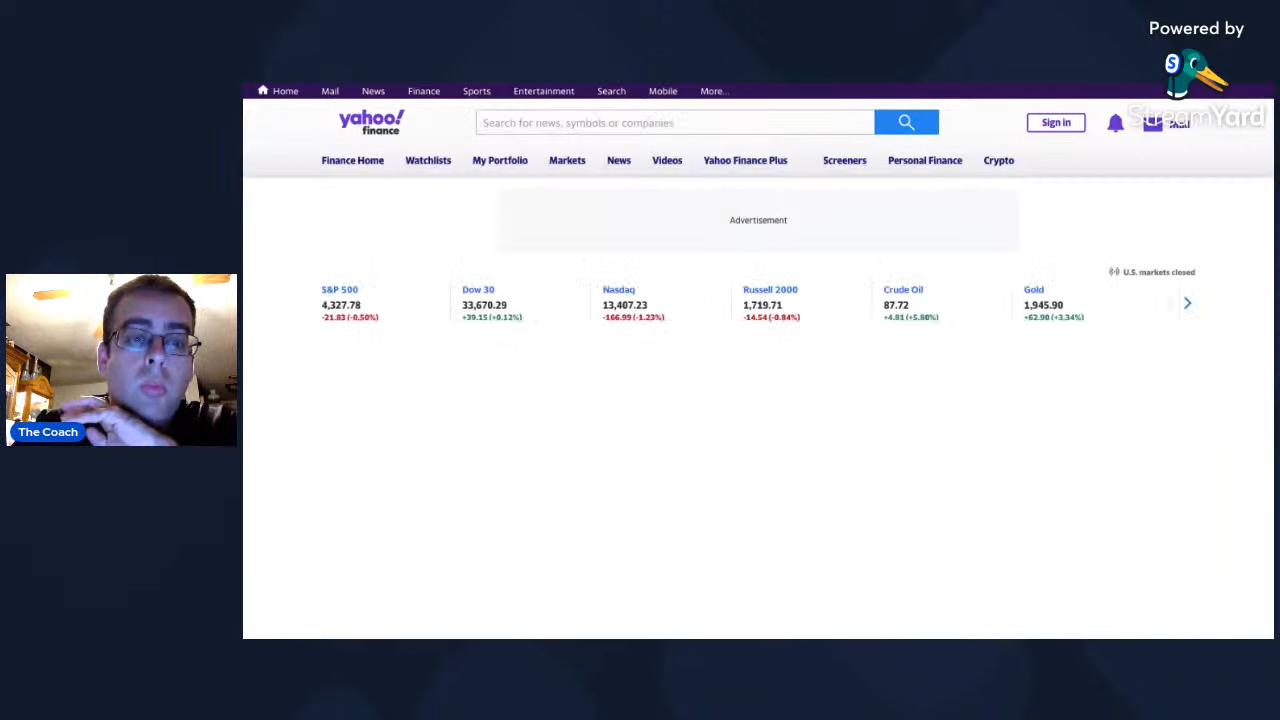 Powered by
S
StreamYard
Home Mail News Finance Sports Entertainment Search Mobile More...
yahoo!
finance
Search for news, symbols or companies
Sign in
Mail
Finance Home Watchlists My Portfolio Markets News Videos Yahoo Finance Plus Screeners Personal Finance Crypto
Advertisement
U.S. markets closed
S&P 500 Dow 30 Nasdaq Russell 2000 Crude Oil Gold
4,327.78 33,670.29 13,407.23 1,719.71 87.72 1,945.90
-21.83 (-0.50%) +39.15 (+0.12%) -166.99 (-1.23%) -14.54 (-0.84%) +4.81 (+5.80%) +62.90 (+3.34%)
The Coach